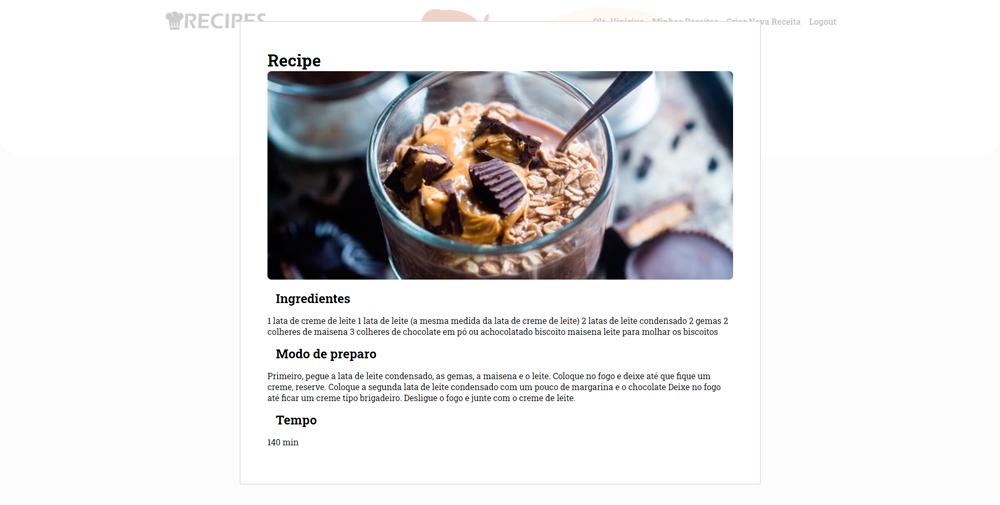 RECIPES
Olá, Vinicius Minhas Receitas Criar Nova Receita Logout
Recipe
Ingredientes
1 lata de creme de leite 1 lata de leite (a mesma medida da lata de creme de leite) 2 latas de leite condensado 2 gemas 2
colheres de maisena 3 colheres de chocolate em pó ou achocolatado biscoito maisena leite para molhar os biscoitos
Modo de preparo
Primeiro, pegue a lata de leite condensado, as gemas, a maisena e o leite. Coloque no fogo e deixe até que fique um
creme, reserve. Coloque a segunda lata de leite condensado com um pouco de margarina e o chocolate Deixe no fogo
até ficar um creme tipo brigadeiro. Desligue o fogo e junte com o creme de leite.
Tempo
140 min